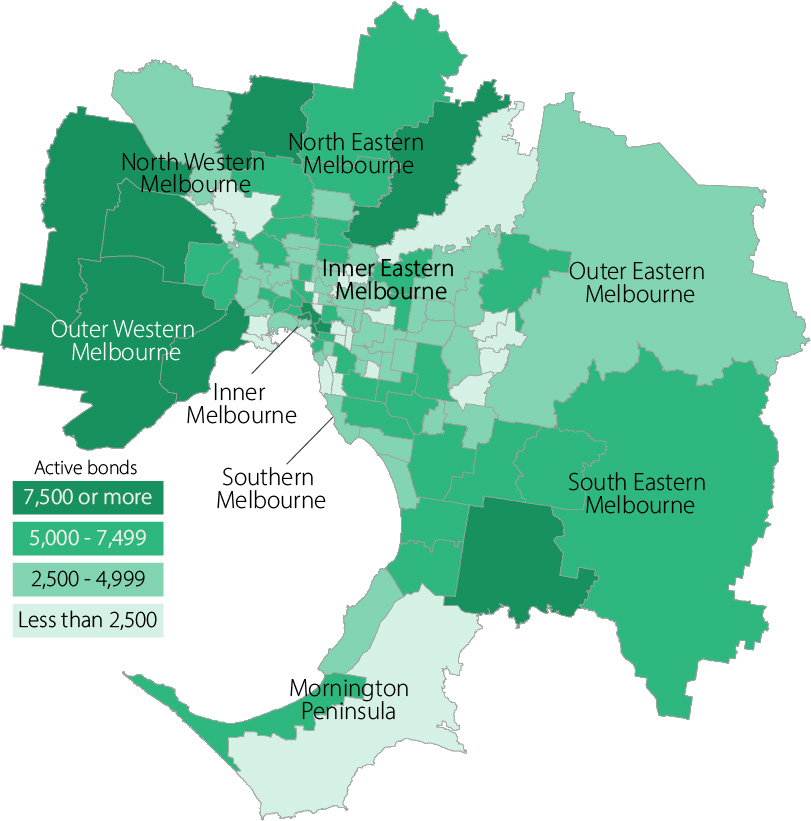 North Western
Melbourne
North Eastern
Melbourne
Inner Eastern
Melbourne
Outer Eastern
Melbourne
Outer Western
Melbourne
Inner
Melbourne
Southern
Melbourne
South Eastern
Melbourne
Mornington
Peninsula
Active bonds
7,500 or more
5,000 - 7,499
2,500 - 4,999
Less than 2,500